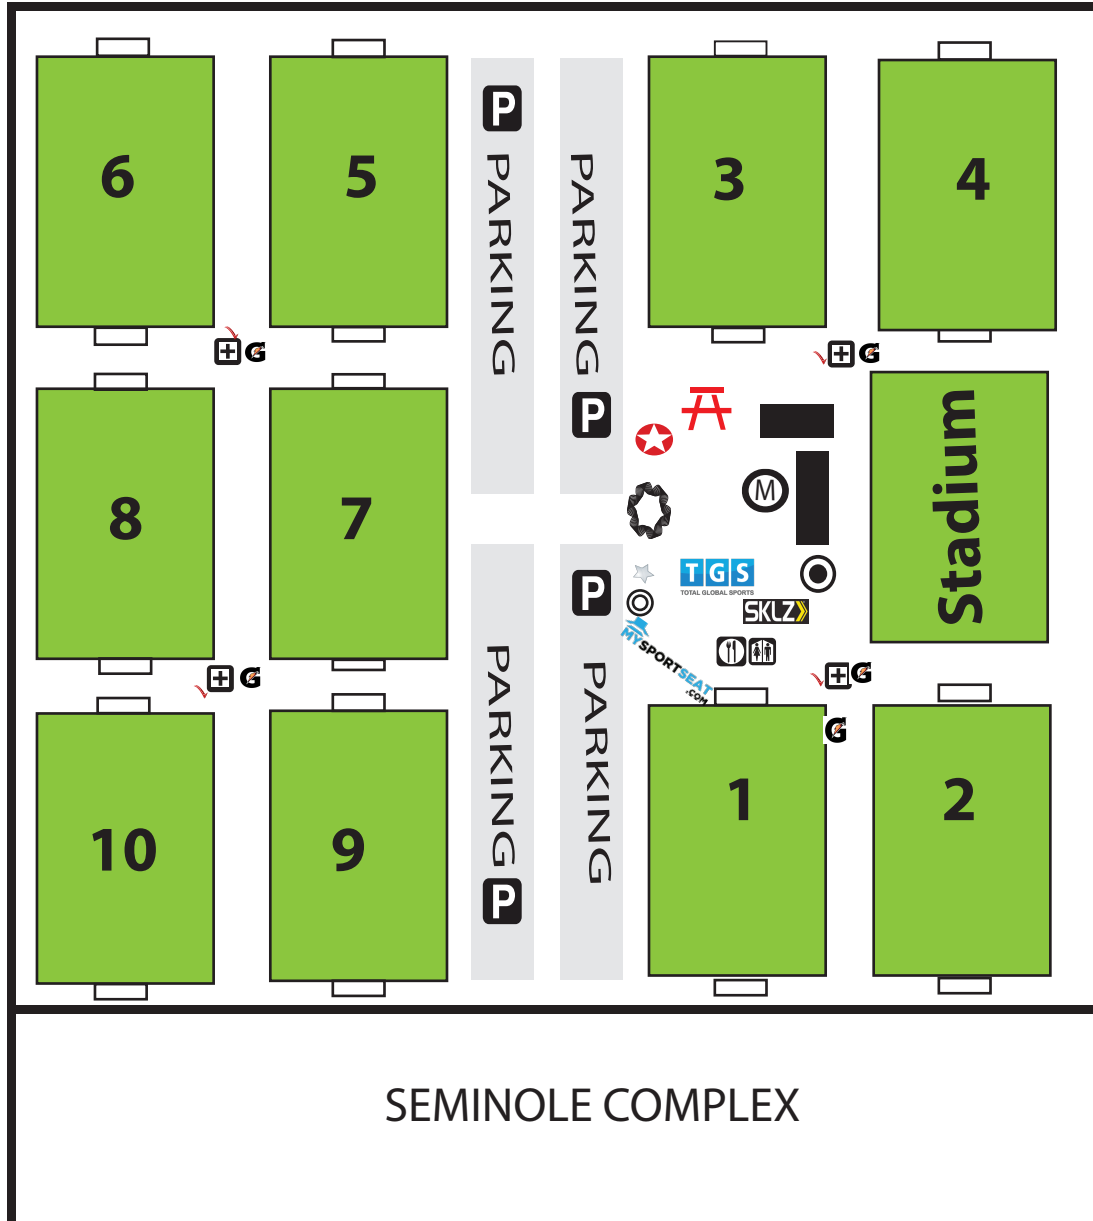 6
5
P
PARKING
PARKING
P
3
4
G
G
8
7
M
Stadium
TGS
TOTAL GLOBAL SPORTS
SKLZ
P
MYSPORTSEAT
.COM
G
G
G
PARKING
P
PARKING
10
9
1
2
SEMINOLE COMPLEX